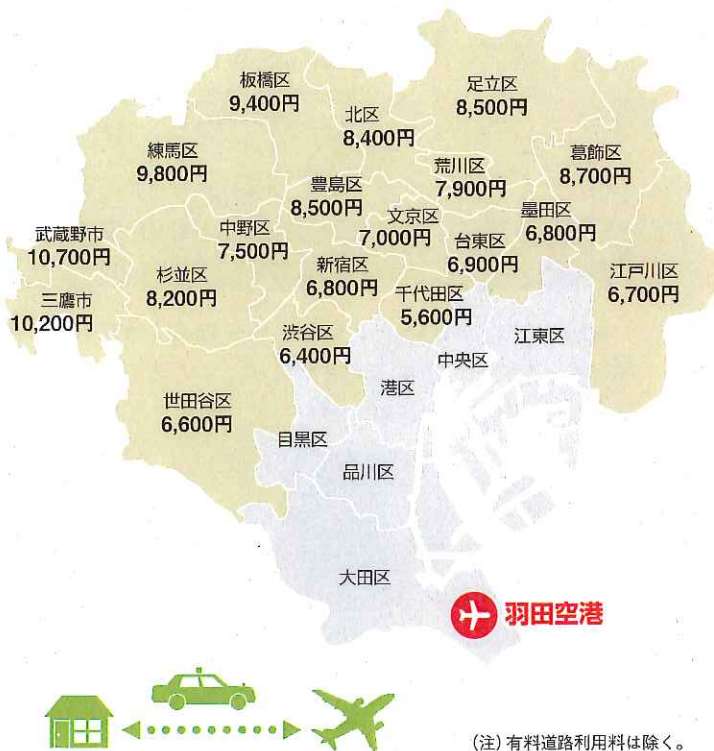 板橋区
9,400円
足立区
8,500円
北区
8,400円
練馬区
9,800円
荒川区
7,900円
葛飾区
8,700円
豊島区
8,500円
文京区
7,000円
墨田区
6,800円
中野区
7,500円
台東区
6,900円
武蔵野市
10,700円
杉並区
8,200円
新宿区
6,800円
江戸川区
6,700円
三鷹市
10,200円
千代田区
5,600円
渋谷区
6,400円
中央区
江東区
港区
世田谷区
6,600円
目黒区
品川区
大田区
羽田空港
(注)有料道路利用料は除く。